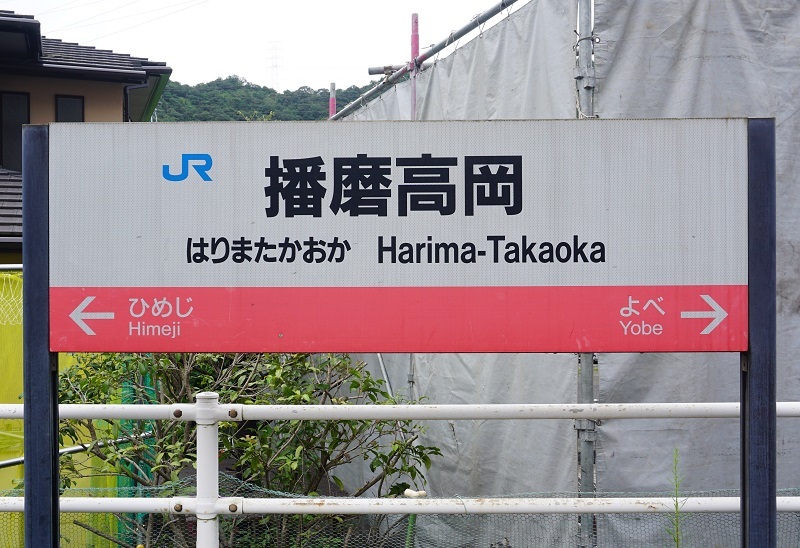 JR 播磨高岡
はりまたかおか Harima-Takaoka
← ひめじ よべ →
Himeji Yobe